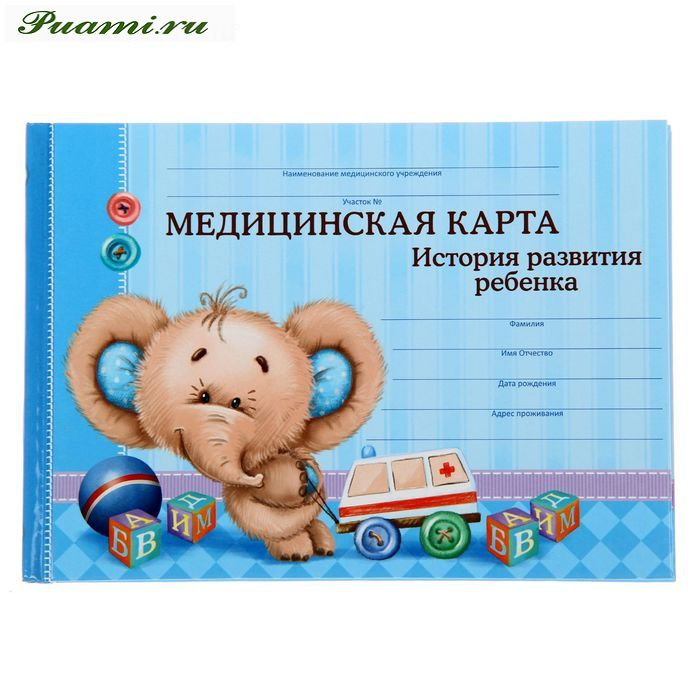 Puami.ru
Наименование медицинского учреждения
Участок №
МЕДИЦИНСКАЯ КАРТА
История развития
ребенка
Фамилия
Имя Отчество
Дата рождения
Адрес проживания
А Д
Б В И М
А Д
Б В И М